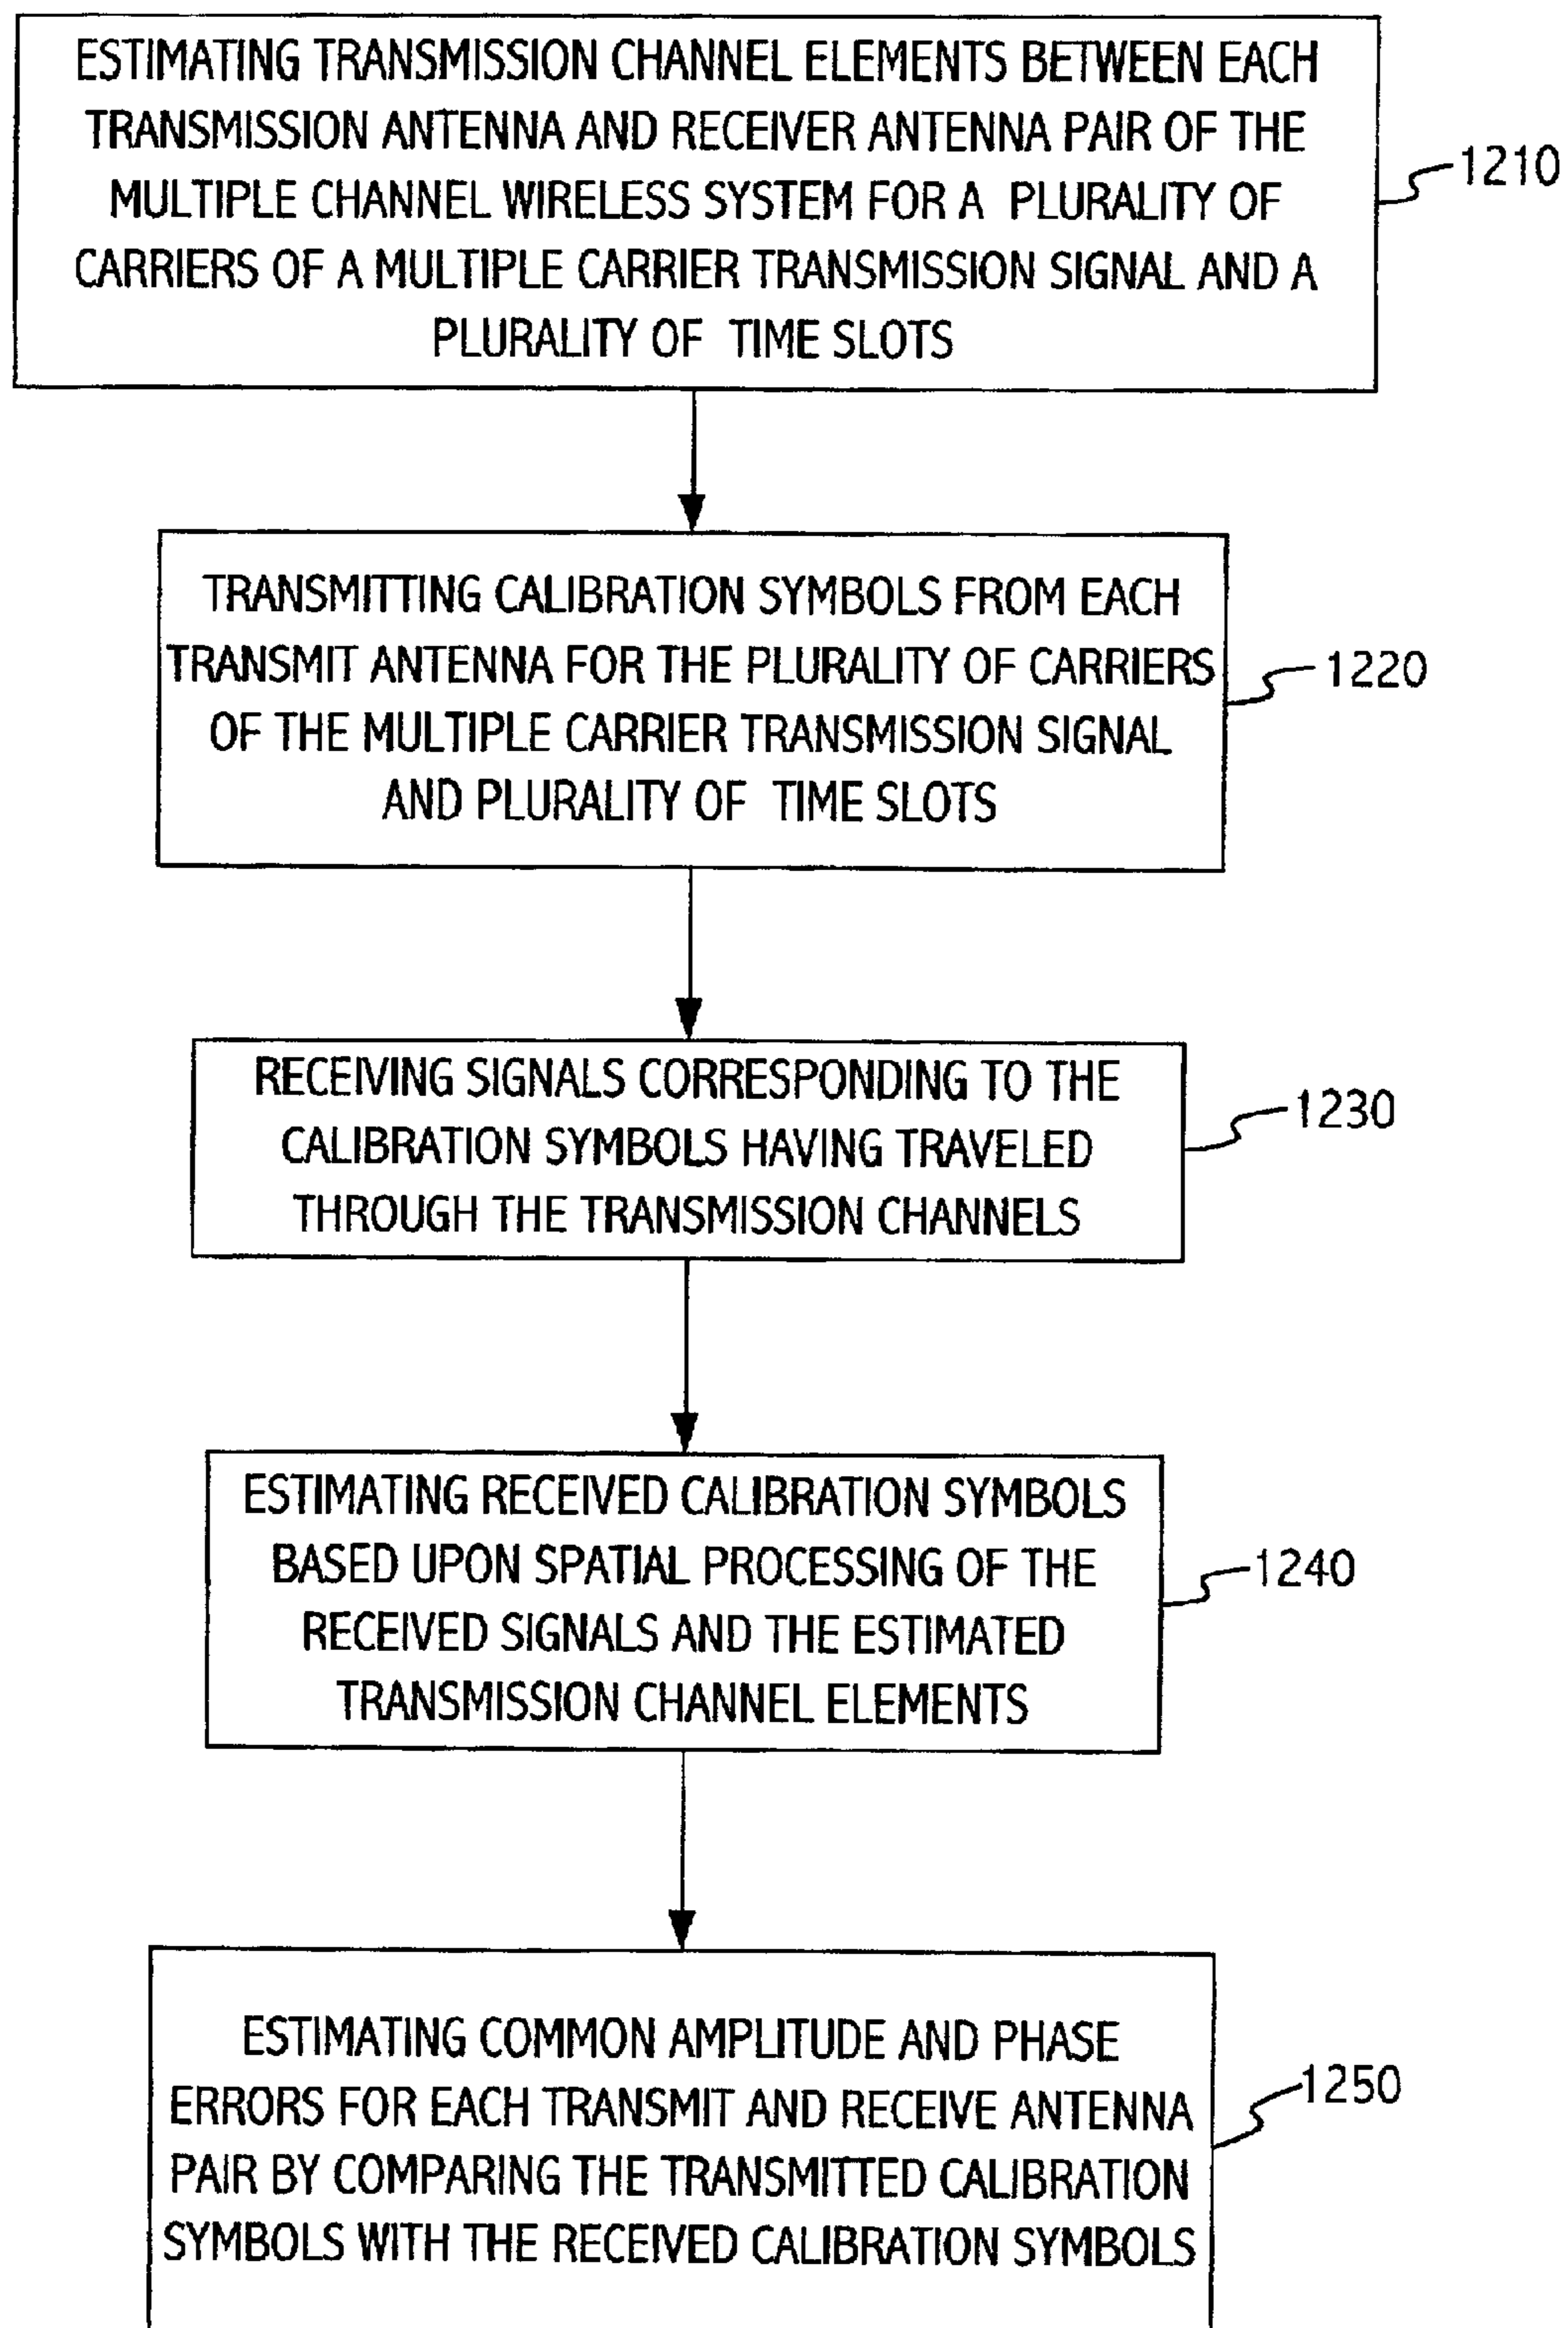 ESTIMATING TRANSMISSION CHANNEL ELEMENTS BETWEEN EACH
TRANSMISSION ANTENNA AND RECEIVER ANTENNA PAIR OF THE
MULTIPLE CHANNEL WIRELESS SYSTEM FOR A PLURALITY OF
CARRIERS OF A MULTIPLE CARRIER TRANSMISSION SIGNAL AND A
PLURALITY OF TIME SLOTS
1210
TRANSMITTING CALIBRATION SYMBOLS FROM EACH
TRANSMIT ANTENNA FOR THE PLURALITY OF CARRIERS
OF THE MULTIPLE CARRIER TRANSMISSION SIGNAL
AND PLURALITY OF TIME SLOTS
1220
RECEIVING SIGNALS CORRESPONDING TO THE
CALIBRATION SYMBOLS HAVING TRAVELED
THROUGH THE TRANSMISSION CHANNELS
1230
ESTIMATING RECEIVED CALIBRATION SYMBOLS
BASED UPON SPATIAL PROCESSING OF THE
RECEIVED SIGNALS AND THE ESTIMATED
TRANSMISSION CHANNEL ELEMENTS
1240
ESTIMATING COMMON AMPLITUDE AND PHASE
ERRORS FOR EACH TRANSMIT AND RECEIVE ANTENNA
PAIR BY COMPARING THE TRANSMITTED CALIBRATION
SYMBOLS WITH THE RECEIVED CALIBRATION SYMBOLS
1250